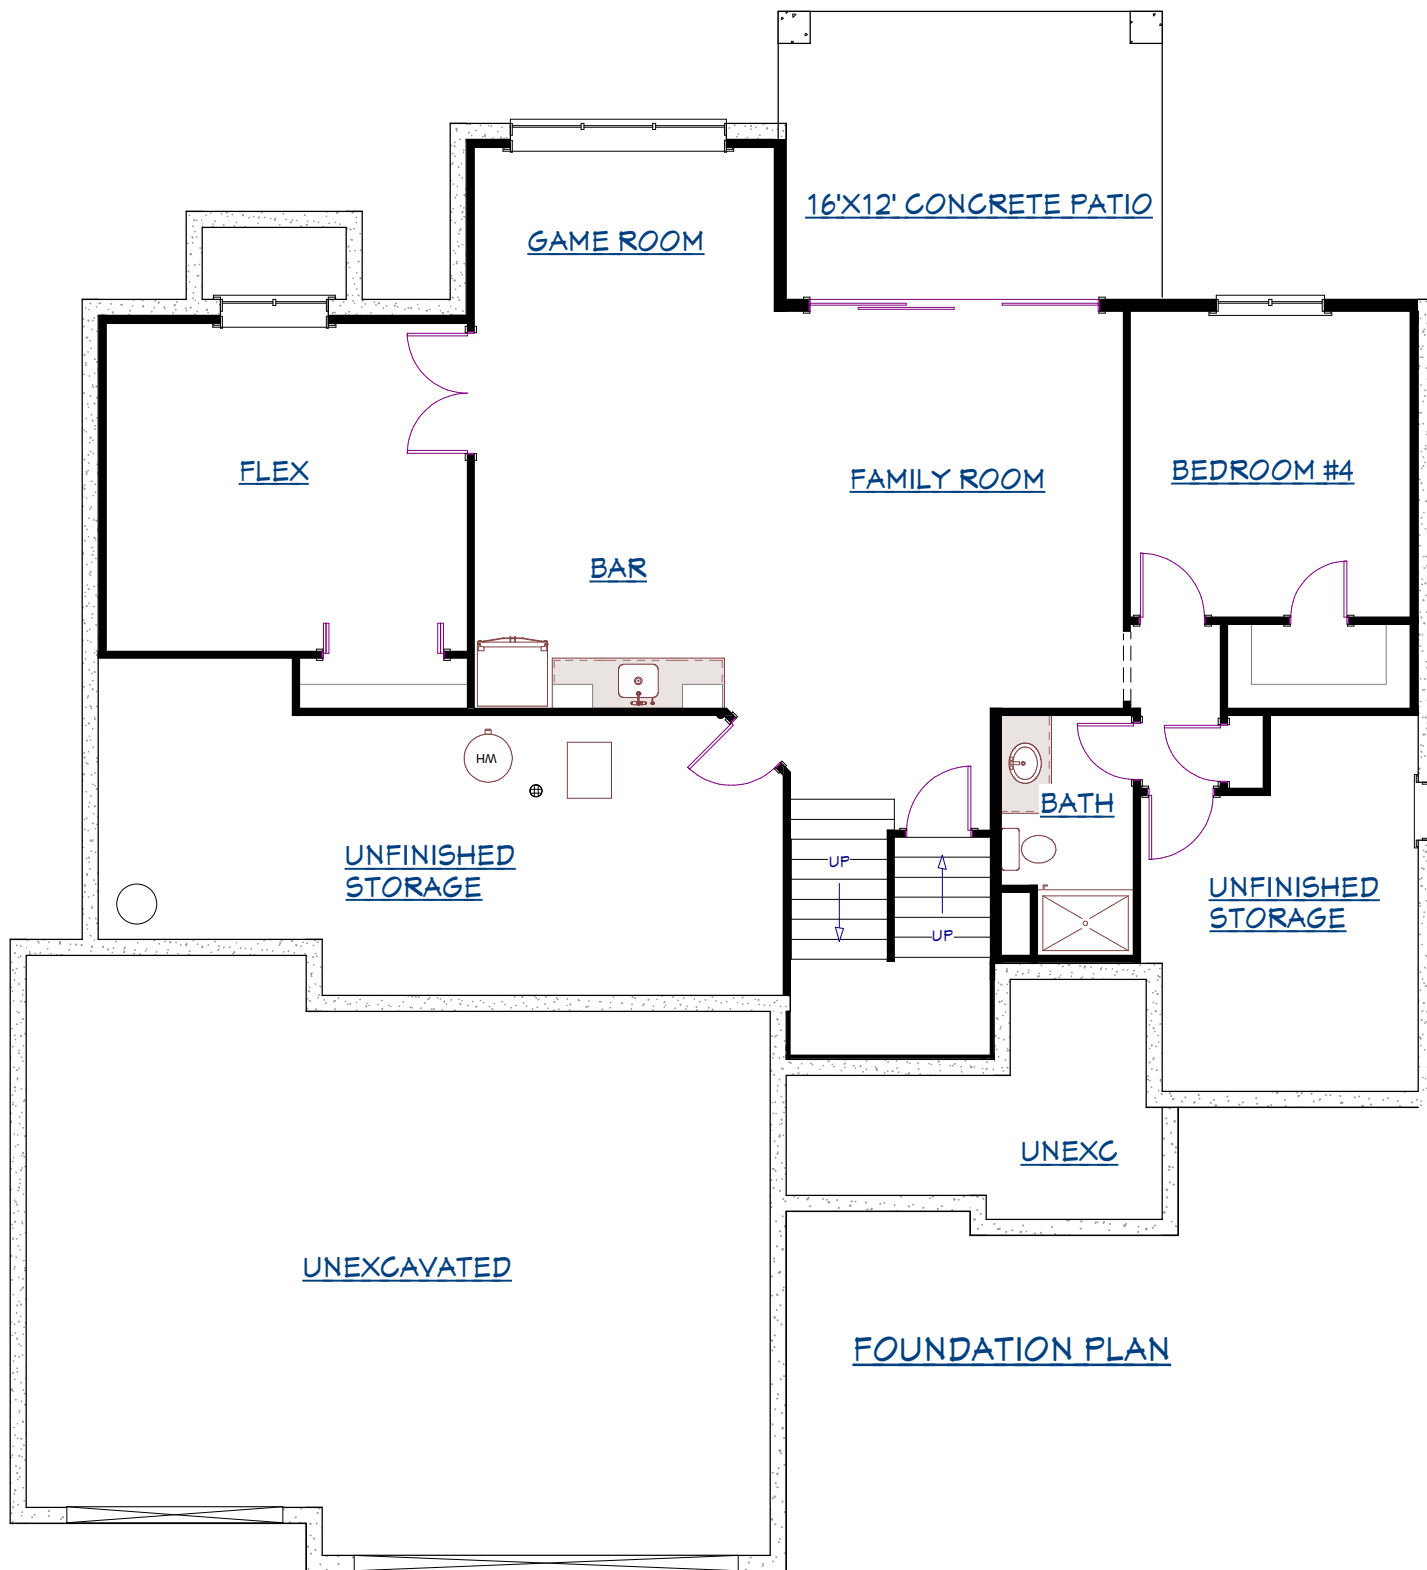 16'X12' CONCRETE PATIO
GAME ROOM
FLEX
FAMILY ROOM
BEDROOM #4
BAR
WH
BATH
UNFINISHED
STORAGE
UP
UP
UNFINISHED
STORAGE
UNEXC
UNEXCAVATED
FOUNDATION PLAN